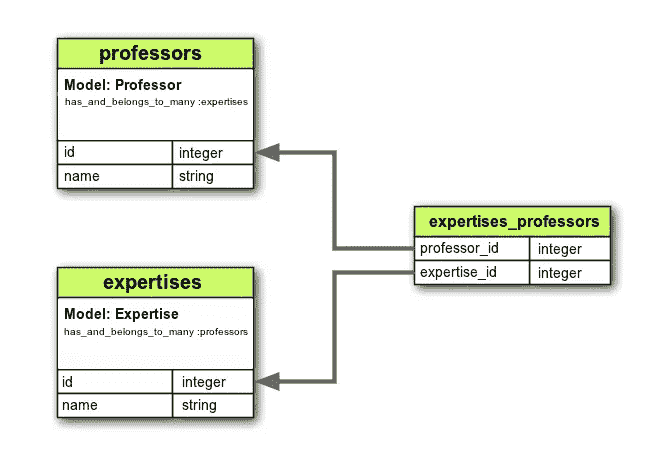 professors
Model: Professor
has_and_belongs_to_many :expertises
id integer
name string
expertises_professors
professor_id integer
expertise_id integer
expertises
Model: Expertise
has_and_belongs_to_many :professors
id integer
name string